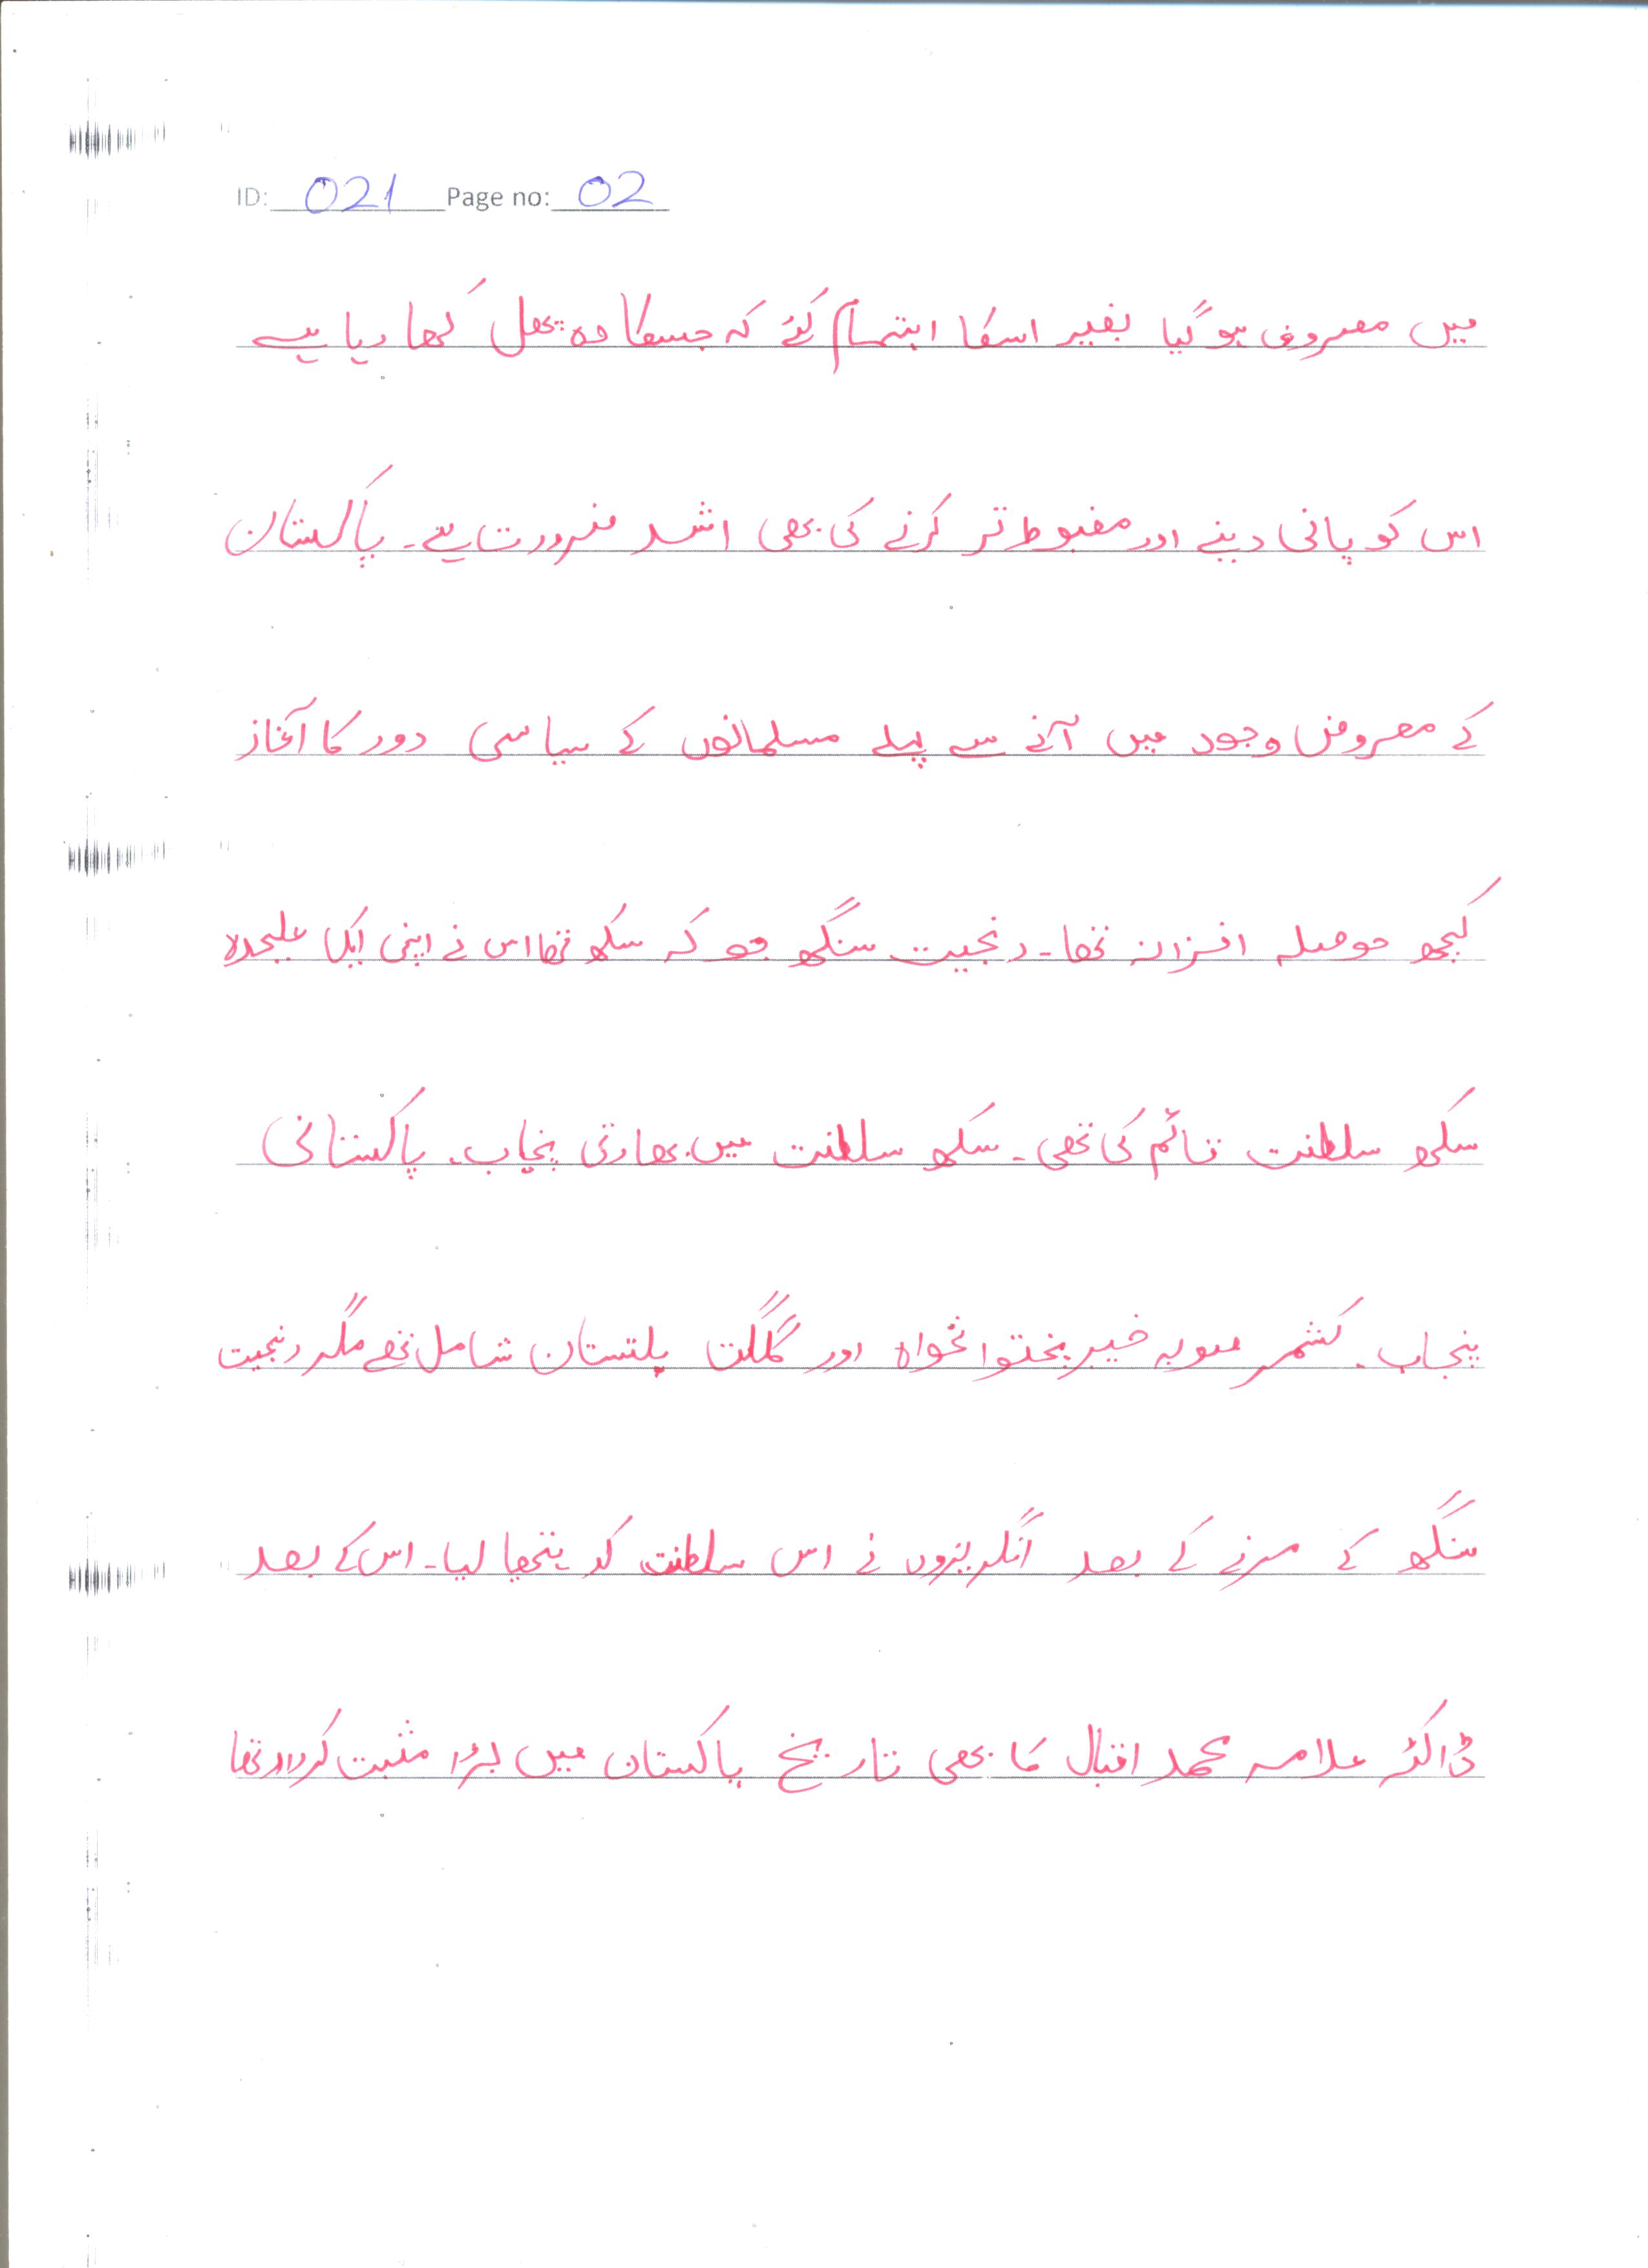 ID: 021 Page no: 02
میں مصروف ہو گیا بغیر اسکا اہتمام کئے کہ جسکا وہ پھل کھا رہا ہے
اس کو پانی دینے اور مضبوط تر کرنے کی بھی اشد ضرورت ہے۔ پاکستان
کے معروض وجود میں آنے سے پہلے مسلمانوں کے سیاسی دور کا آغاز
کچھ حوصلہ افزا نہ تھا۔ رنجیت سنگھ جو کہ سکھ تھا اس نے اپنی ایک علیحدہ
سکھ سلطنت قائم کی تھی۔ سکھ سلطنت میں بھارتی پنجاب۔ پاکستانی
پنجاب۔ کشمر صوبہ خیبر پختوانخواہ اور گلگت بلتستان شامل تھے مگر رنجیت
سنگھ کے مرنے کے بعد انگریزوں نے اس سلطنت کو ہتھیا لیا۔ اس کے بعد
ڈاکٹر علامہ محمد اقبال کا بھی تاریخ پاکستان میں بڑا مثبت کردار تھا